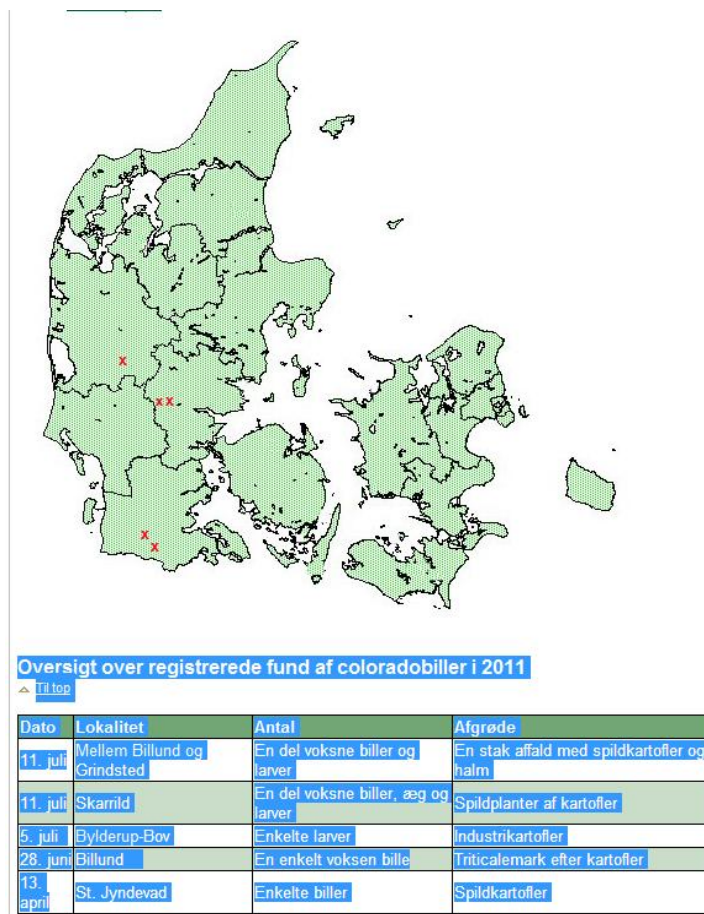 x
x x
x
x
Oversigt over registrerede fund af coloradobiller i 2011
Til top
Dato Lokalitet Antal Afgrøde
11. juli Mellem Billund og Grindsted En del voksne biller og larver En stak affald med spildkartofler og halm
11. juli Skarrild En del voksne biller, æg og larver Spildplanter af kartofler
5. juli Bylderup-Bov Enkelte larver Industrikartofler
28. juni Billund En enkelt voksen bille Triticalemark efter kartofler
13. april St. Jyndevad Enkelte biller Spildkartofler